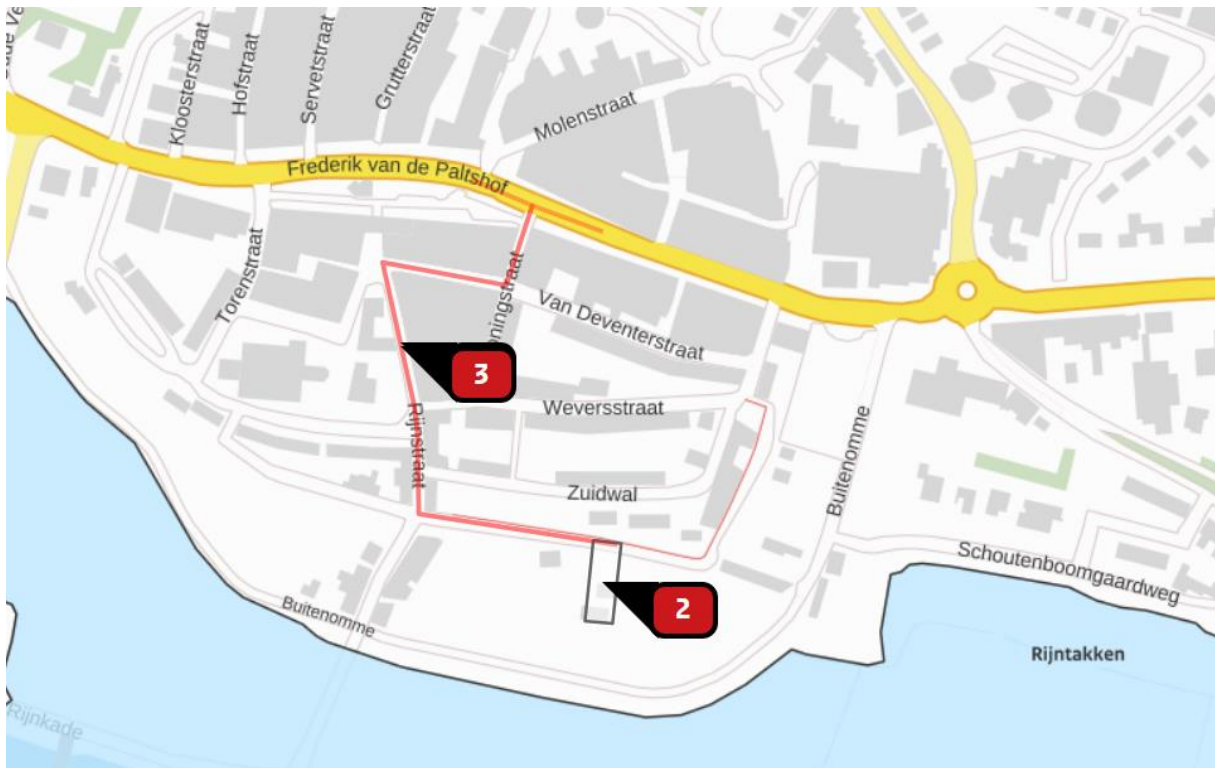 Kloosterstraat
Hofstraat
Servetstraat
Grutterstraat
Molenstraat
Frederik van de Paltshof
Torenstraat
oningstraat
Van Deventerstraat
3
Weversstraat
Rijnstraat
Buitenomme
Zuidwal
Schoutenboomgaardweg
2
Buitenomme
Rijntakken
Rijnkade